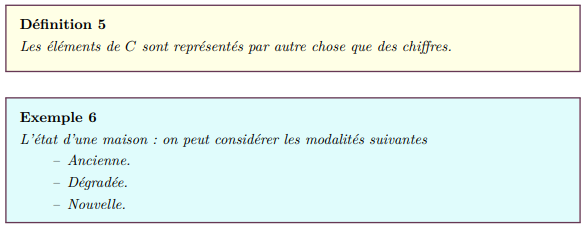 Définition 5
Les éléments de C sont représentés par autre chose que des chiffres.
Exemple 6
L'état d'une maison : on peut considérer les modalités suivantes
– Ancienne.
– Dégradée.
– Nouvelle.